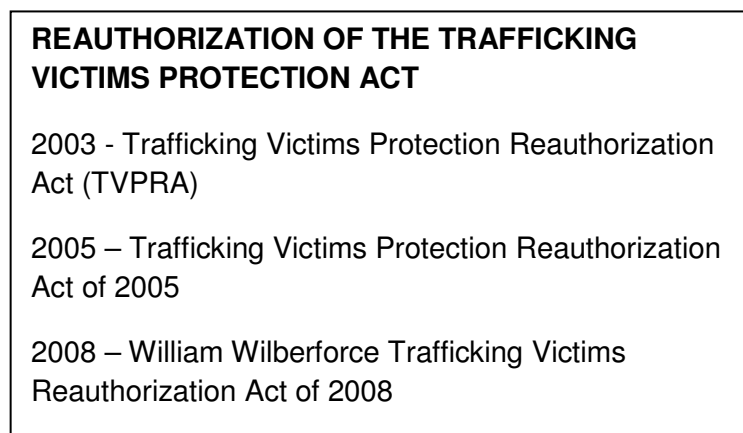 REAUTHORIZATION OF THE TRAFFICKING
VICTIMS PROTECTION ACT
2003 - Trafficking Victims Protection Reauthorization
Act (TVPRA)
2005 – Trafficking Victims Protection Reauthorization
Act of 2005
2008 – William Wilberforce Trafficking Victims
Reauthorization Act of 2008